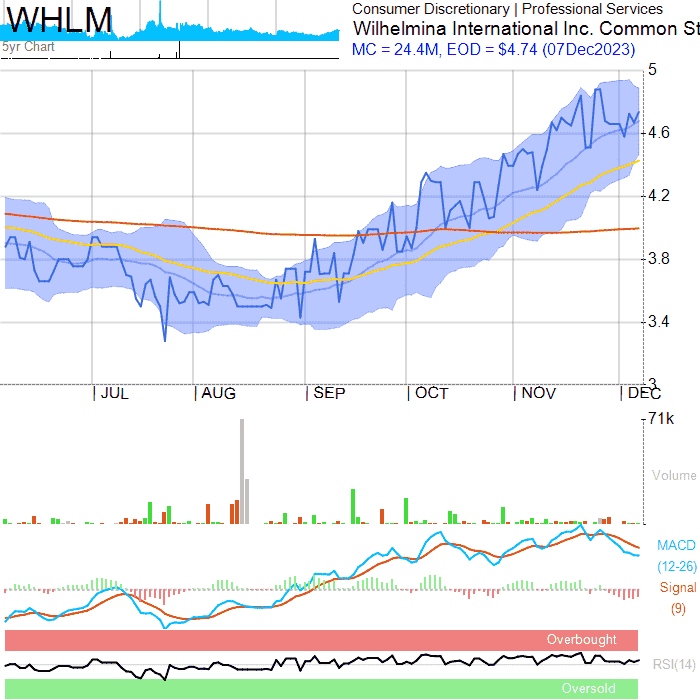 WHLM
5yr Chart
Consumer Discretionary | Professional Services
Wilhelmina International Inc. Common St
MC = 24.4M, EOD = $4.74 (07Dec2023)
5
4.6
4.2
3.8
3.4
3
JUL AUG SEP OCT NOV DEC
71k
Volume
MACD
(12-26)
Signal
(9)
Overbought
RSI(14)
Oversold